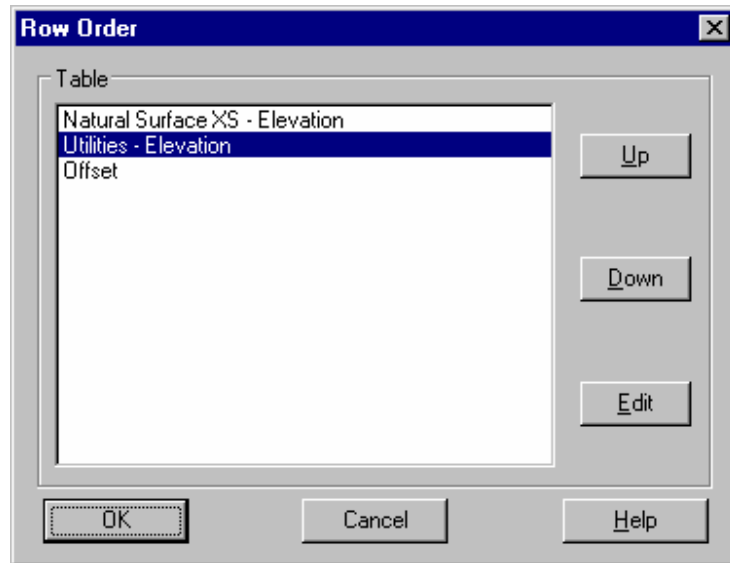 Row Order
Table
Natural Surface XS - Elevation
Utilities - Elevation
Offset
Up
Down
Edit
OK
Cancel
Help